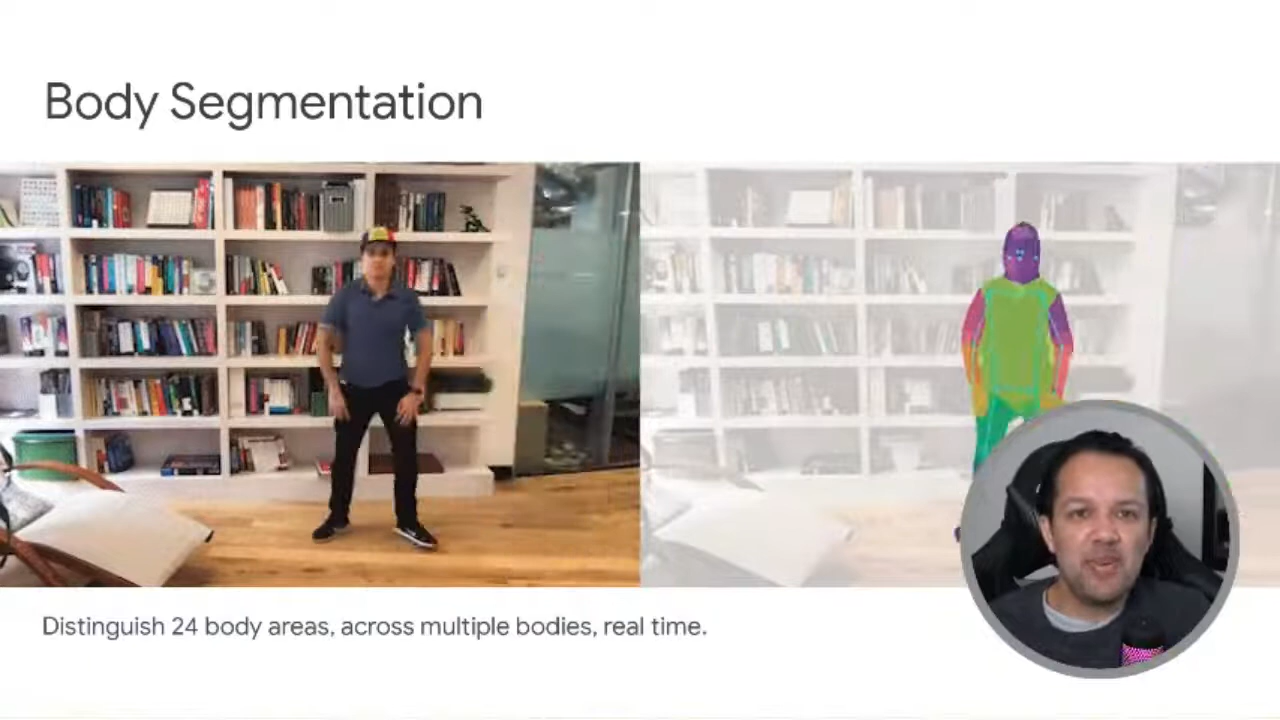 Body Segmentation
Distinguish 24 body areas, across multiple bodies, real time.